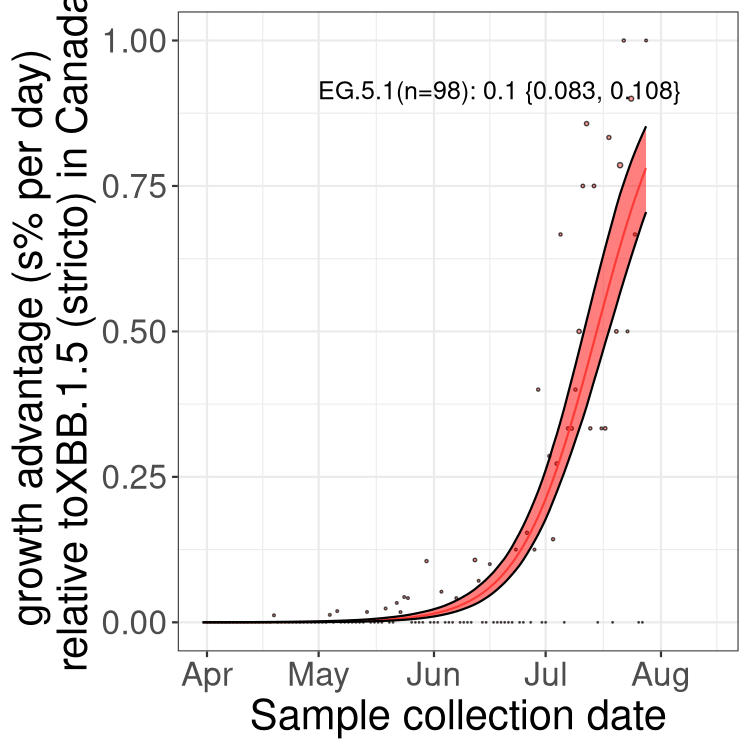 growth advantage (s% per day)
relative toXBB.1.5 (stricto) in Canada
1.00
0.75
0.50
0.25
0.00
EG.5.1(n=98): 0.1 {0.083, 0.108}
Apr
May
Jun
Jul
Aug
Sample collection date